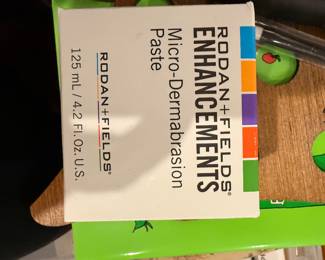 RODAN+FIELDS®
ENHANCEMENTS
Micro-Dermabrasion
Paste
RODAN+FIELDS®
125 mL / 4.2 Fl. Oz. U.S.